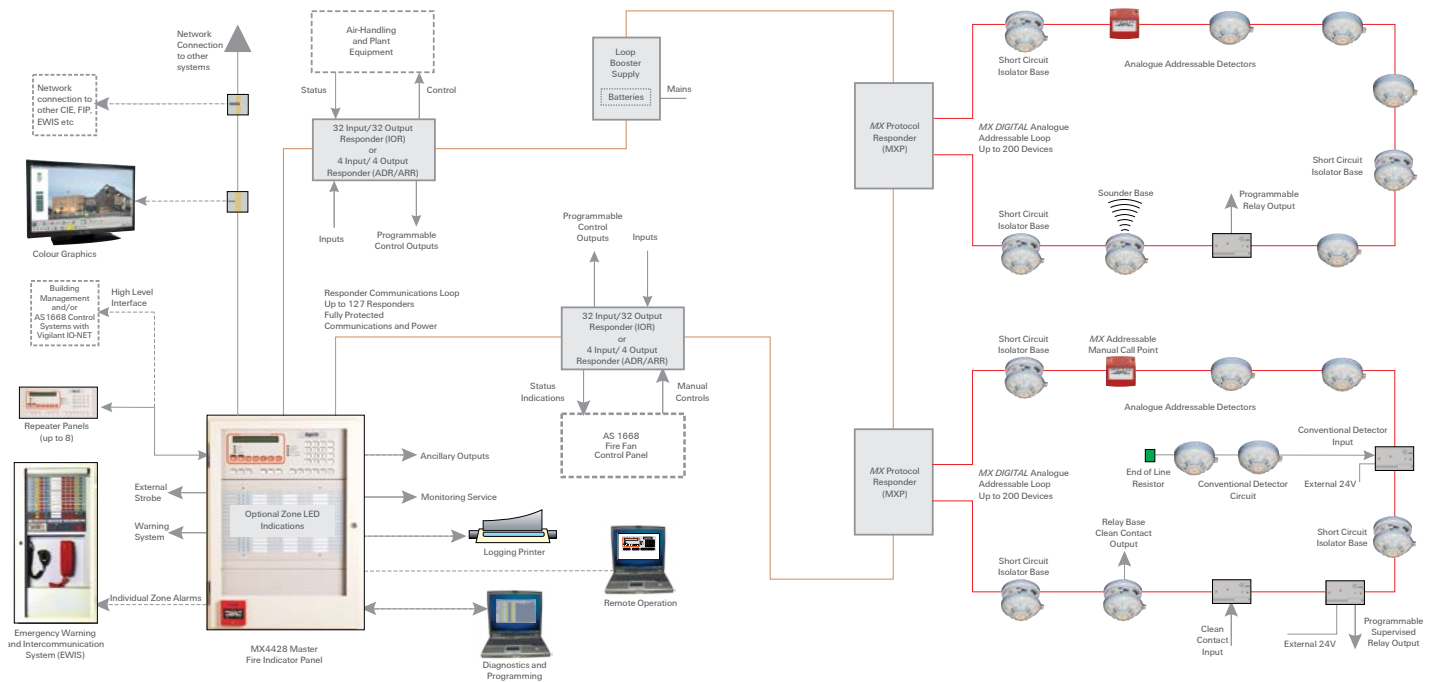 Network
Connection
to other
systems
Network
connection to
other CIE, FIP,
EWIS etc
Colour Graphics
Building
Management
and/or
AS1668 Control
Systems with
Vigilant IO-NET
High Level
Interface
Repeater Panels
(up to 8)
External
Strobe
Warning
System
Individual Zone Alarms
Emergency Warning
and Intercommunication
System (EWIS)
Optional Zone LED
Indications
MX4428 Master
Fire Indicator Panel
Air-Handling
and Plant
Equipment
Status
Control
32 Input/32 Output
Responder (IOR)
or
4 Input/ 4 Output
Responder (ADR/ARR)
Inputs
Programmable
Control Outputs
Loop
Booster
Supply
Batteries
Mains
Responder Communications Loop
Up to 127 Responders
Fully Protected
Communications and Power
Programmable
Control
Outputs
Inputs
32 Input/32 Output
Responder (IOR)
or
4 Input/ 4 Output
Responder (ADR/ARR)
Status
Indications
Manual
Controls
AS 1668
Fire Fan
Control Panel
Ancillary Outputs
Monitoring Service
Logging Printer
Remote Operation
Diagnostics and
Programming
MX Protocol
Responder
(MXP)
MX DIGITAL Analogue
Addressable Loop
Up to 200 Devices
Short Circuit
Isolator Base
Analogue Addressable Detectors
Short Circuit
Isolator Base
Short Circuit
Isolator Base
Sounder Base
Programmable
Relay Output
MX Protocol
Responder
(MXP)
MX DIGITAL Analogue
Addressable Loop
Up to 200 Devices
Short Circuit
Isolator Base
MX Addressable
Manual Call Point
Analogue Addressable Detectors
Conventional Detector
Input
End of Line
Resistor
Conventional Detector
Circuit
External 24V
Short Circuit
Isolator Base
Short Circuit
Isolator Base
Relay Base
Clean Contact
Output
Clean
Contact
Input
External 24V
Programmable
Supervised
Relay Output